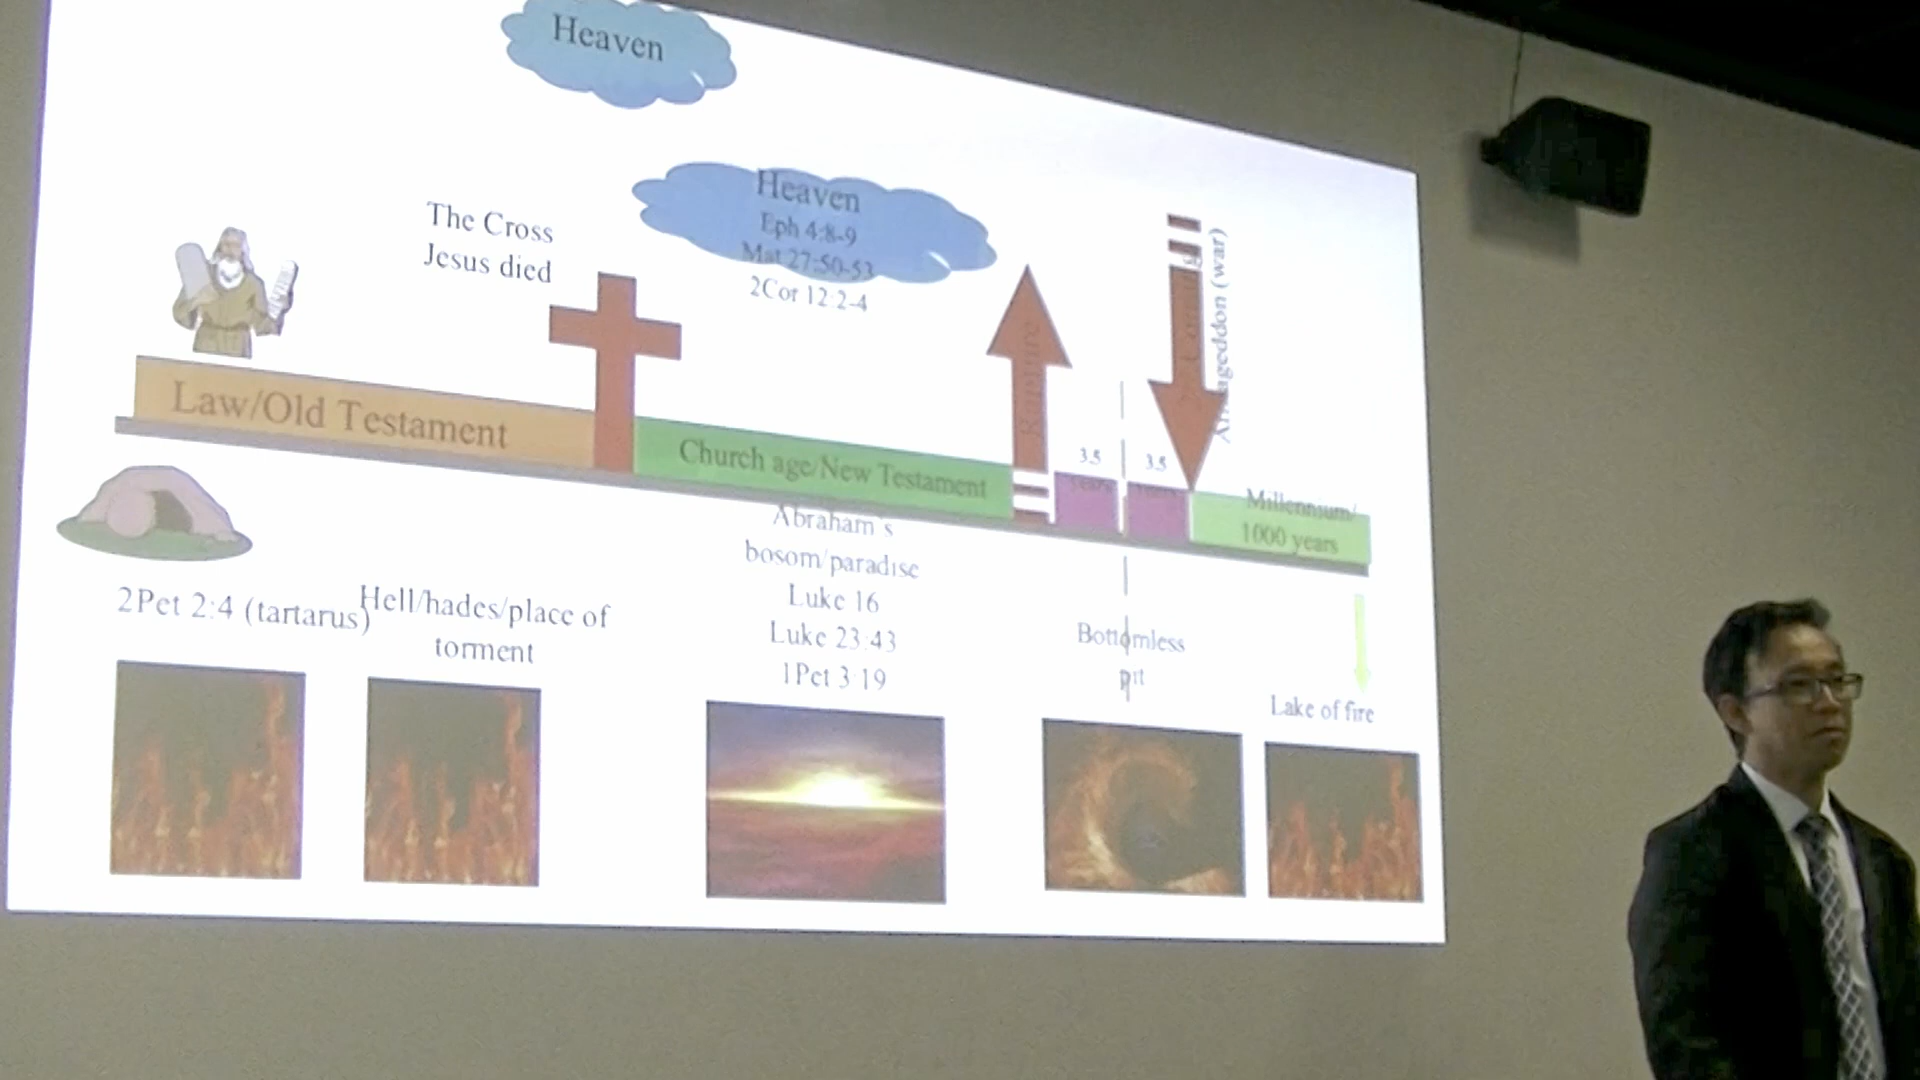 Heaven
Heaven
Eph 4:8-9
Mat 27:50-53
2Cor 12:2-4
The Cross
Jesus died
Law/Old Testament
Church age/New Testament
Rapture
3.5
years
3.5
years
Armageddon (war)
Millennium/
1000 years
2Pet 2:4 (tartarus)
Hell/hades/place of
torment
Abraham's
bosom/paradise
Luke 16
Luke 23:43
1Pet 3:19
Bottomless
pit
Lake of fire